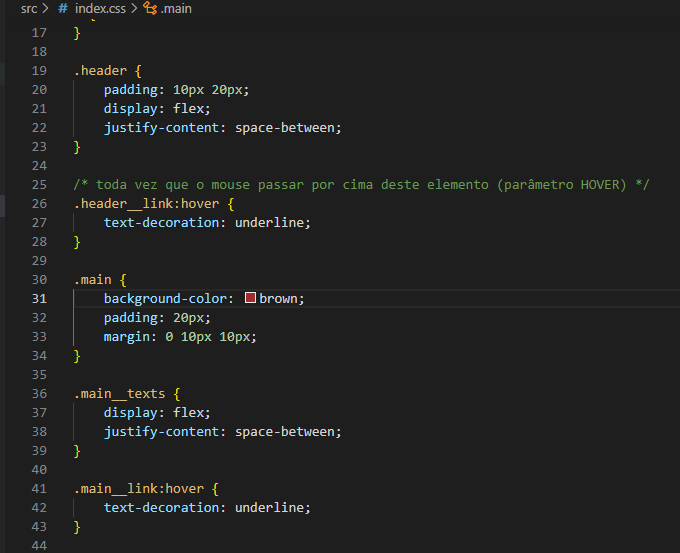 src > # index.css > .main
17 }
18
19 .header {
20 padding: 10px 20px;
21 display: flex;
22 justify-content: space-between;
23 }
24
25 /* toda vez que o mouse passar por cima deste elemento (parâmetro HOVER) */
26 .header__link:hover {
27 text-decoration: underline;
28 }
29
30 .main {
31 background-color: brown;
32 padding: 20px;
33 margin: 0 10px 10px;
34 }
35
36 .main__texts {
37 display: flex;
38 justify-content: space-between;
39 }
40
41 .main__link:hover {
42 text-decoration: underline;
43 }
44